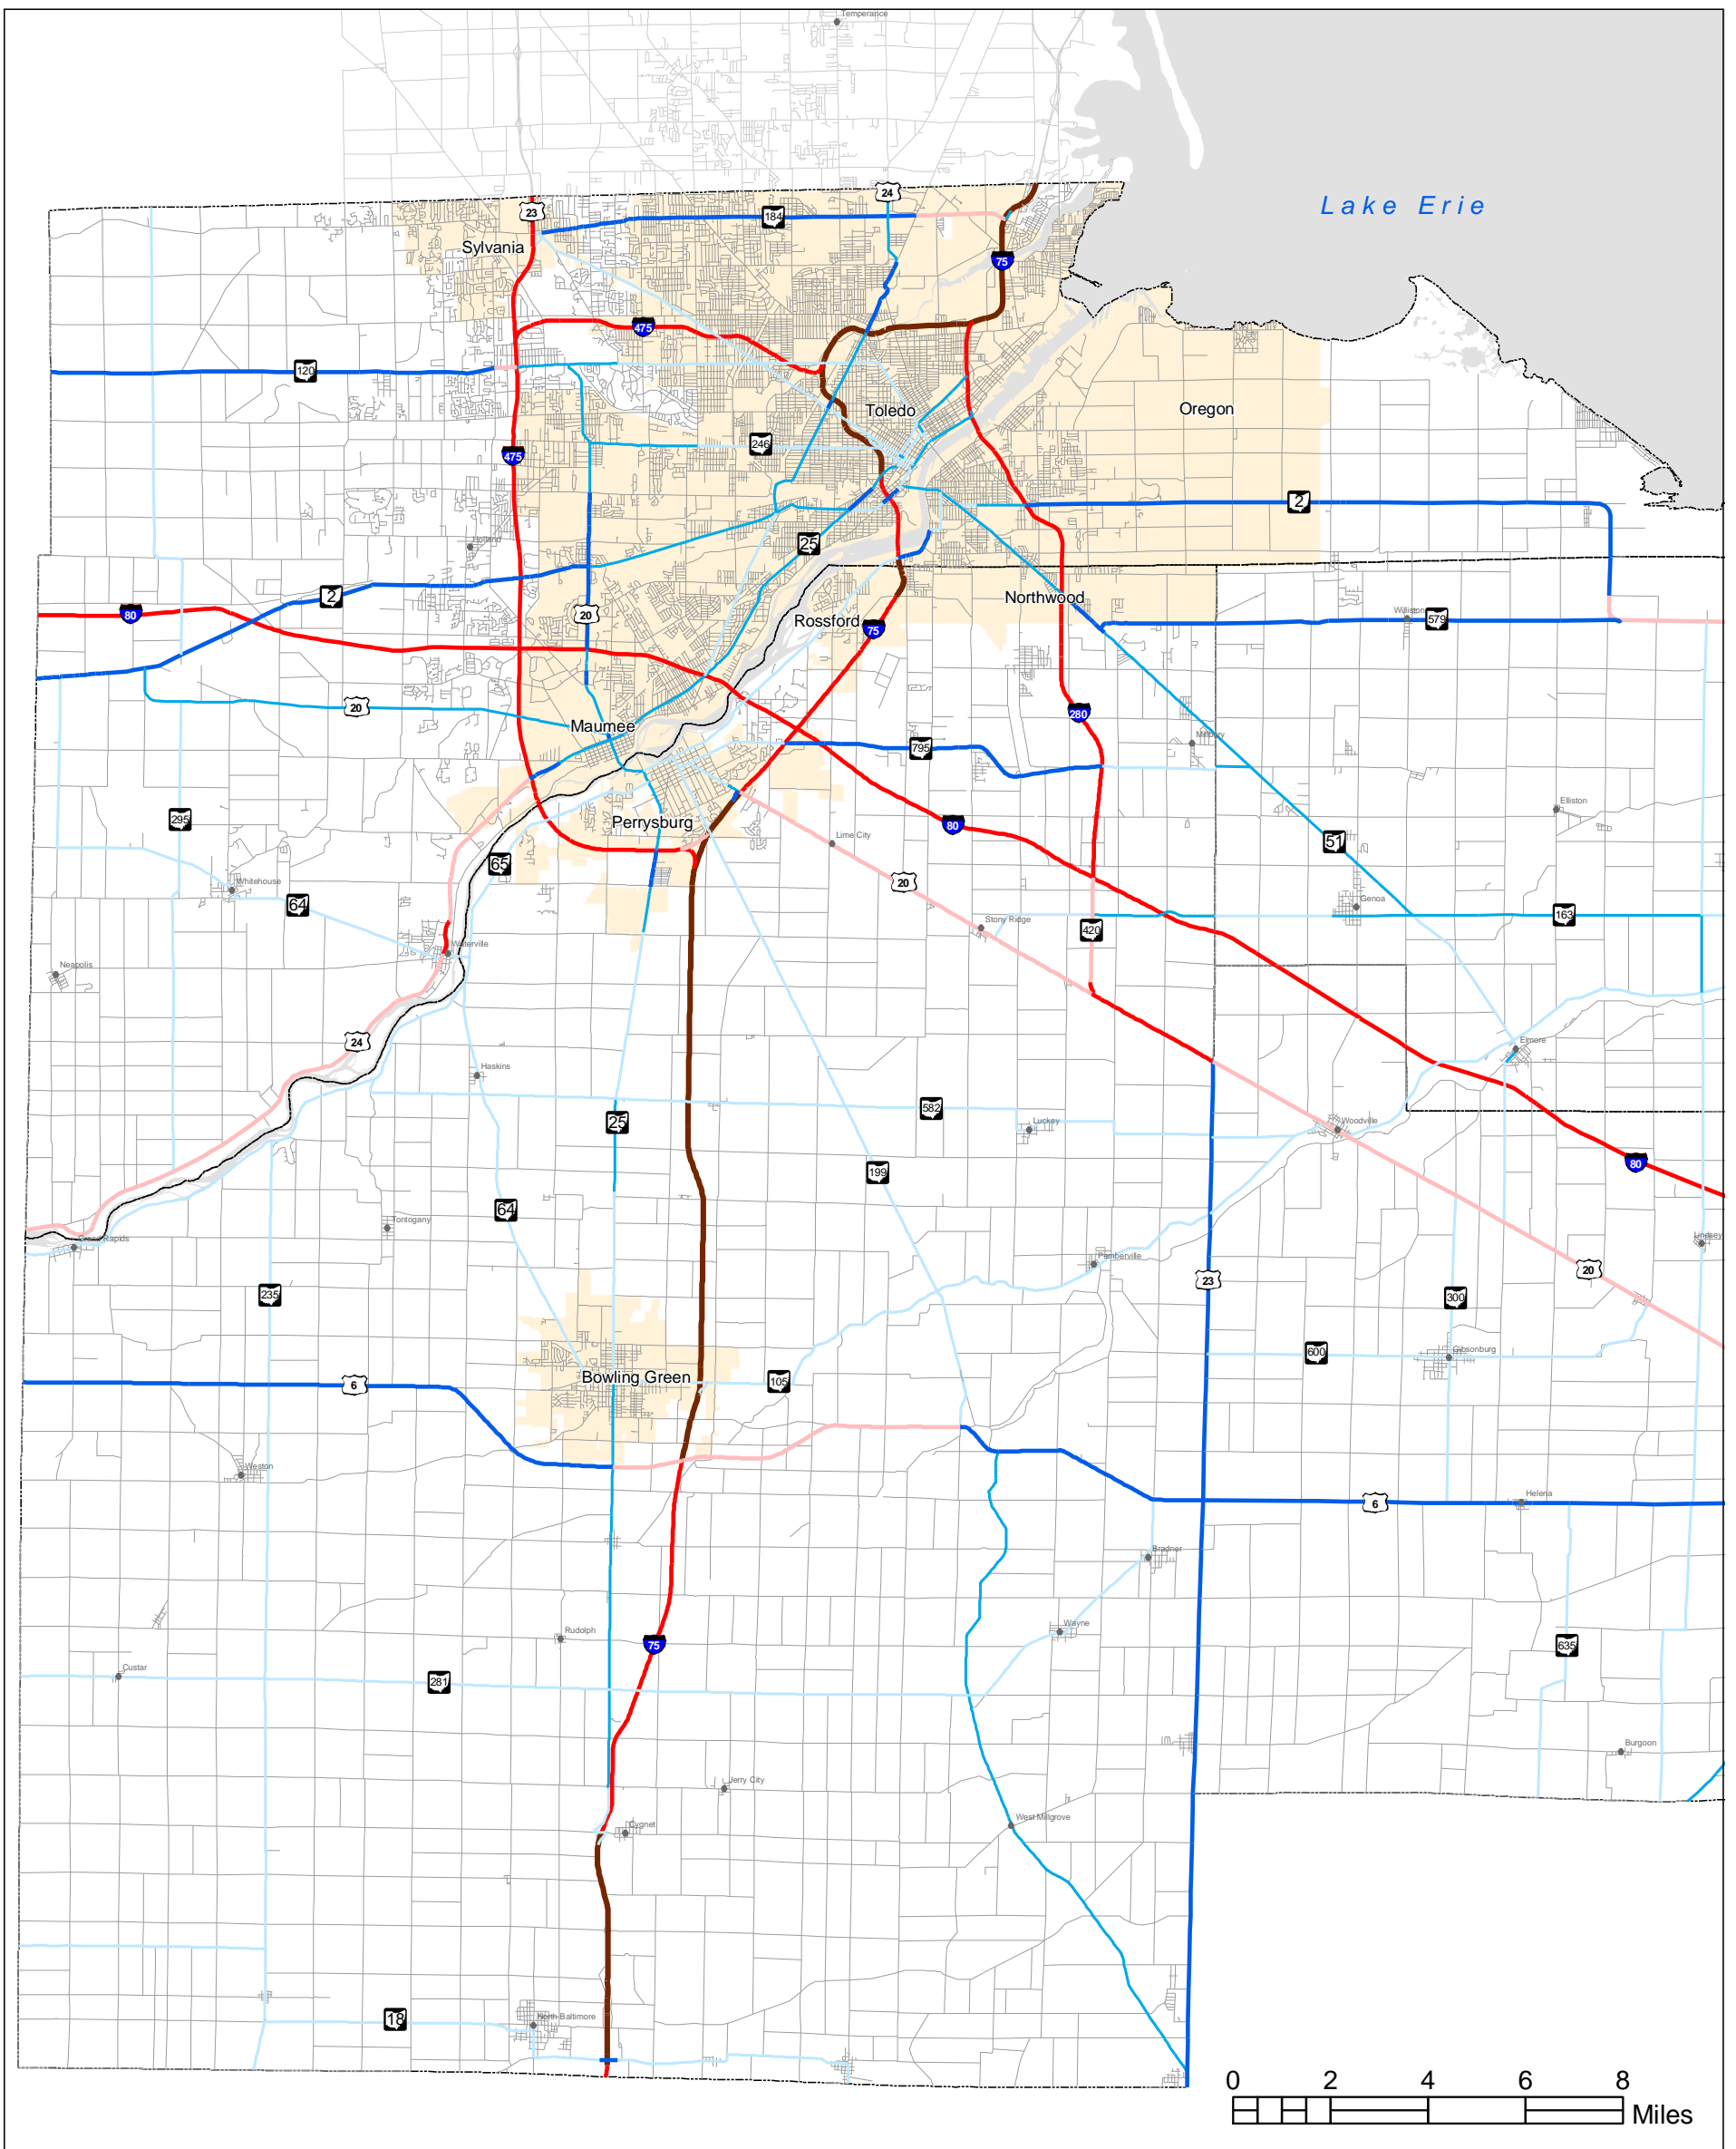 Temperance
24
23
184
Lake Erie
Sylvania
75
475
120
Toledo
Oregon
246
475
2
25
Holland
2
Northwood
80
20
Williston
579
Rossford
75
20
280
Maumee
795
Millbury
295
Elliston
Perrysburg
80
Lime City
51
65
Whitehouse
20
64
Genoa
163
Stony Ridge
420
Waterville
Neapolis
24
Elmore
Haskins
582
25
Luckey
Woodville
80
199
64
Tontogany
Lindsey
Grand Rapids
Pemberville
20
23
235
300
600
Gibsonburg
Bowling Green
105
6
Weston
6
Helena
Bradner
Rudolph
Wayne
75
635
Custar
281
Burgoon
Jerry City
West Millgrove
Cygnet
18
North Baltimore
0 2 4 6 8
Miles